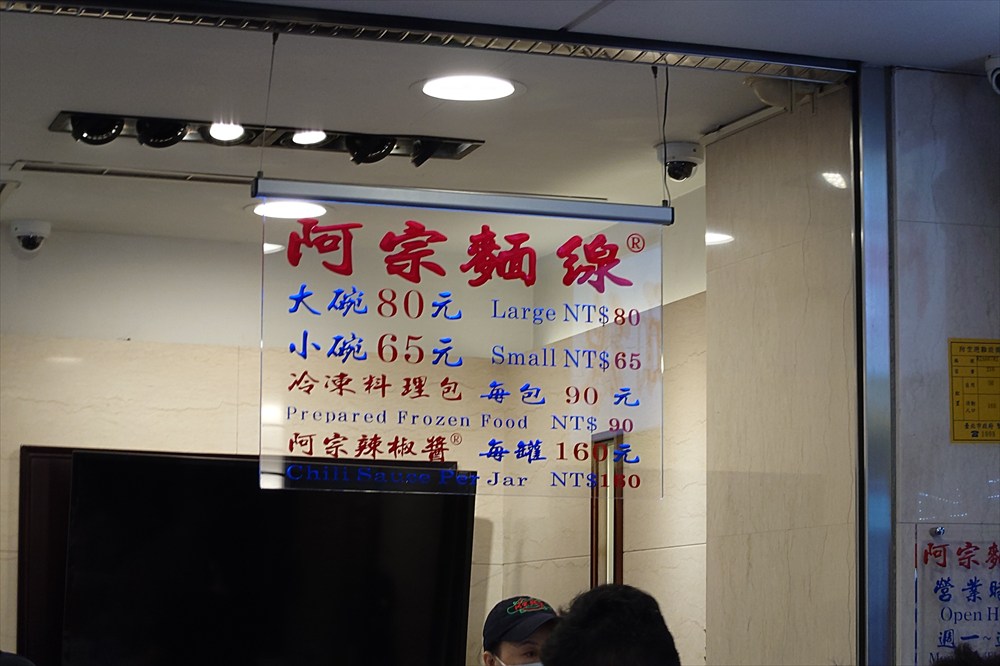 阿宗麵線®
大碗80元 Large NT$80
小碗65元 Small NT$65
冷凍料理包 每包 90 元
Prepared Frozen Food NT$ 90
阿宗辣椒醬® 每罐 160元
Chili Sauce Per Jar NT$160
阿宗麵
營業時
Open H
週一~